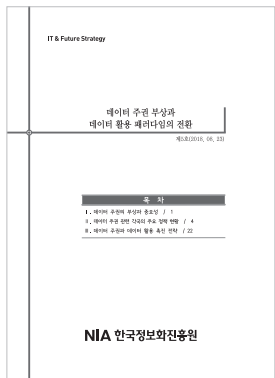 IT & Future Strategy
데이터 주권 부상과
데이터 활용 패러다임의 전환
제5호(2018. 08. 23)
목 차
Ⅰ. 데이터 주권의 부상과 중요성 / 1
Ⅱ. 데이터 주권 관련 각국의 주요 정책 현황 / 4
Ⅲ. 데이터 주권과 데이터 활용 촉진 전략 / 22
NIA 한국정보화진흥원